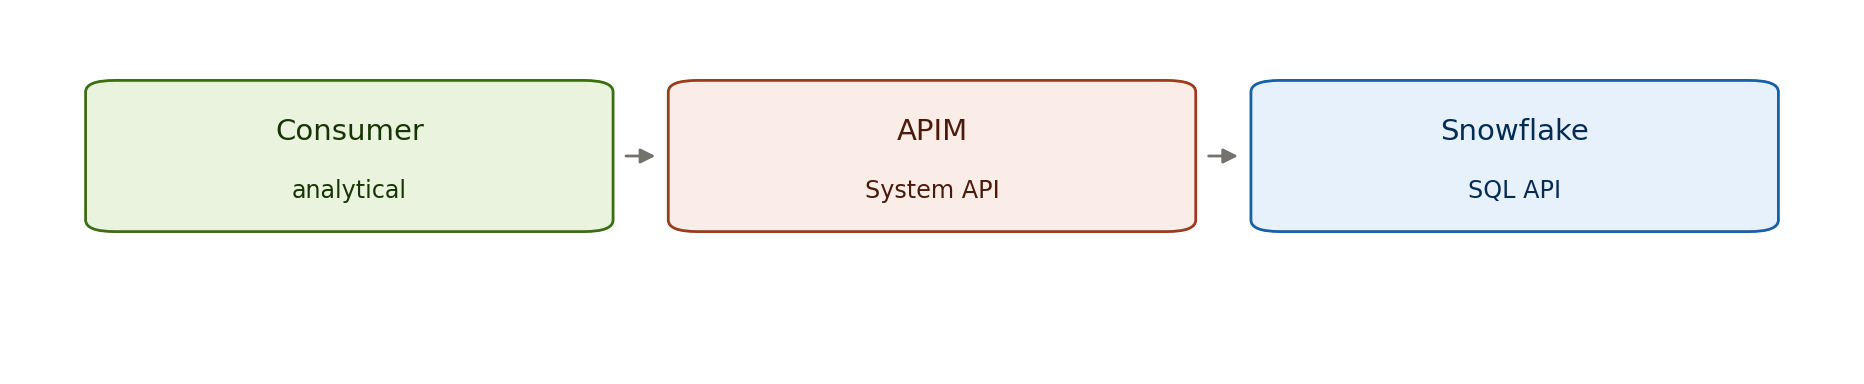 Consumer
analytical
APIM
System API
Snowflake
SQL API